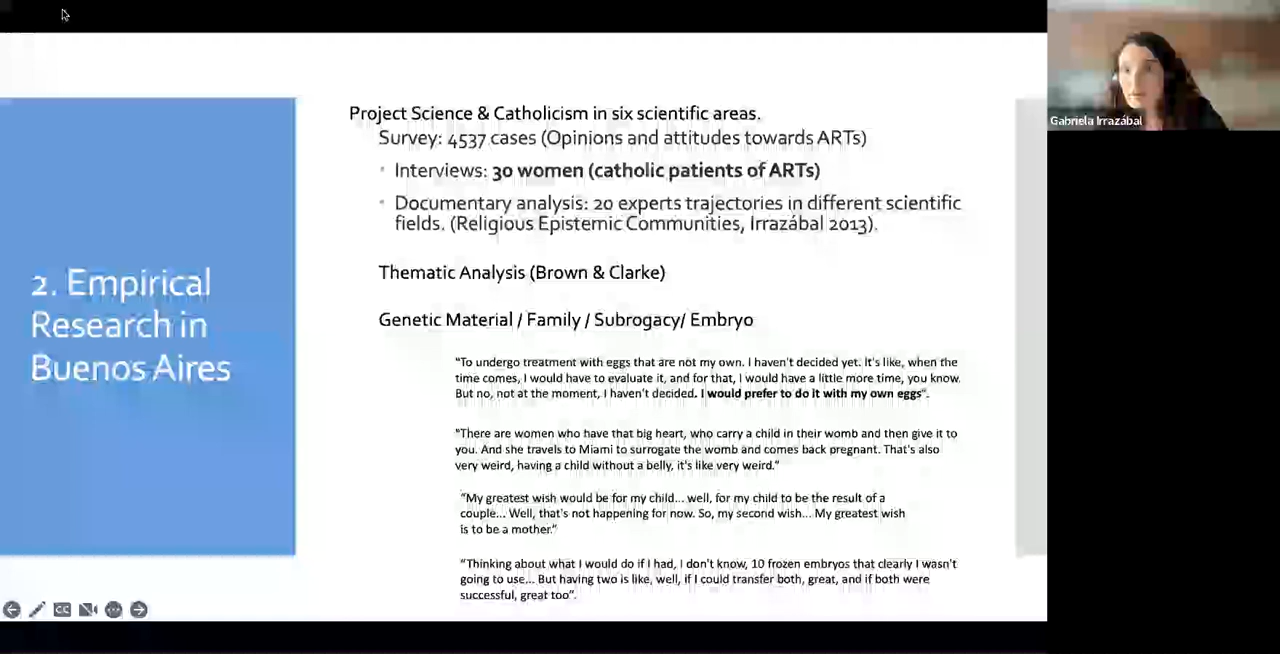 Gabriela Irrazábal
2. Empirical
Research in
Buenos Aires
Project Science & Catholicism in six scientific areas.
Survey: 4537 cases (Opinions and attitudes towards ARTs)
Interviews: 30 women (catholic patients of ARTs)
Documentary analysis: 20 experts trajectories in different scientific
fields. (Religious Epistemic Communities, Irrazábal 2013).
Thematic Analysis (Brown & Clarke)
Genetic Material / Family / Subrogacy/ Embryo
"To undergo treatment with eggs that are not my own. I haven't decided yet. It's like, when the
time comes, I would have to evaluate it, and for that, I would have a little more time, you know.
But no, not at the moment, I haven't decided. I would prefer to do it with my own eggs".
"There are women who have that big heart, who carry a child in their womb and then give it to
you. And she travels to Miami to surrogate the womb and comes back pregnant. That's also
very weird, having a child without a belly, it's like very weird."
"My greatest wish would be for my child... well, for my child to be the result of a
couple... Well, that's not happening for now. So, my second wish... My greatest wish
is to be a mother."
"Thinking about what I would do if I had, I don't know, 10 frozen embryos that clearly I wasn't
going to use... But having two is like, well, if I could transfer both, great, and if both were
successful, great too".
CC